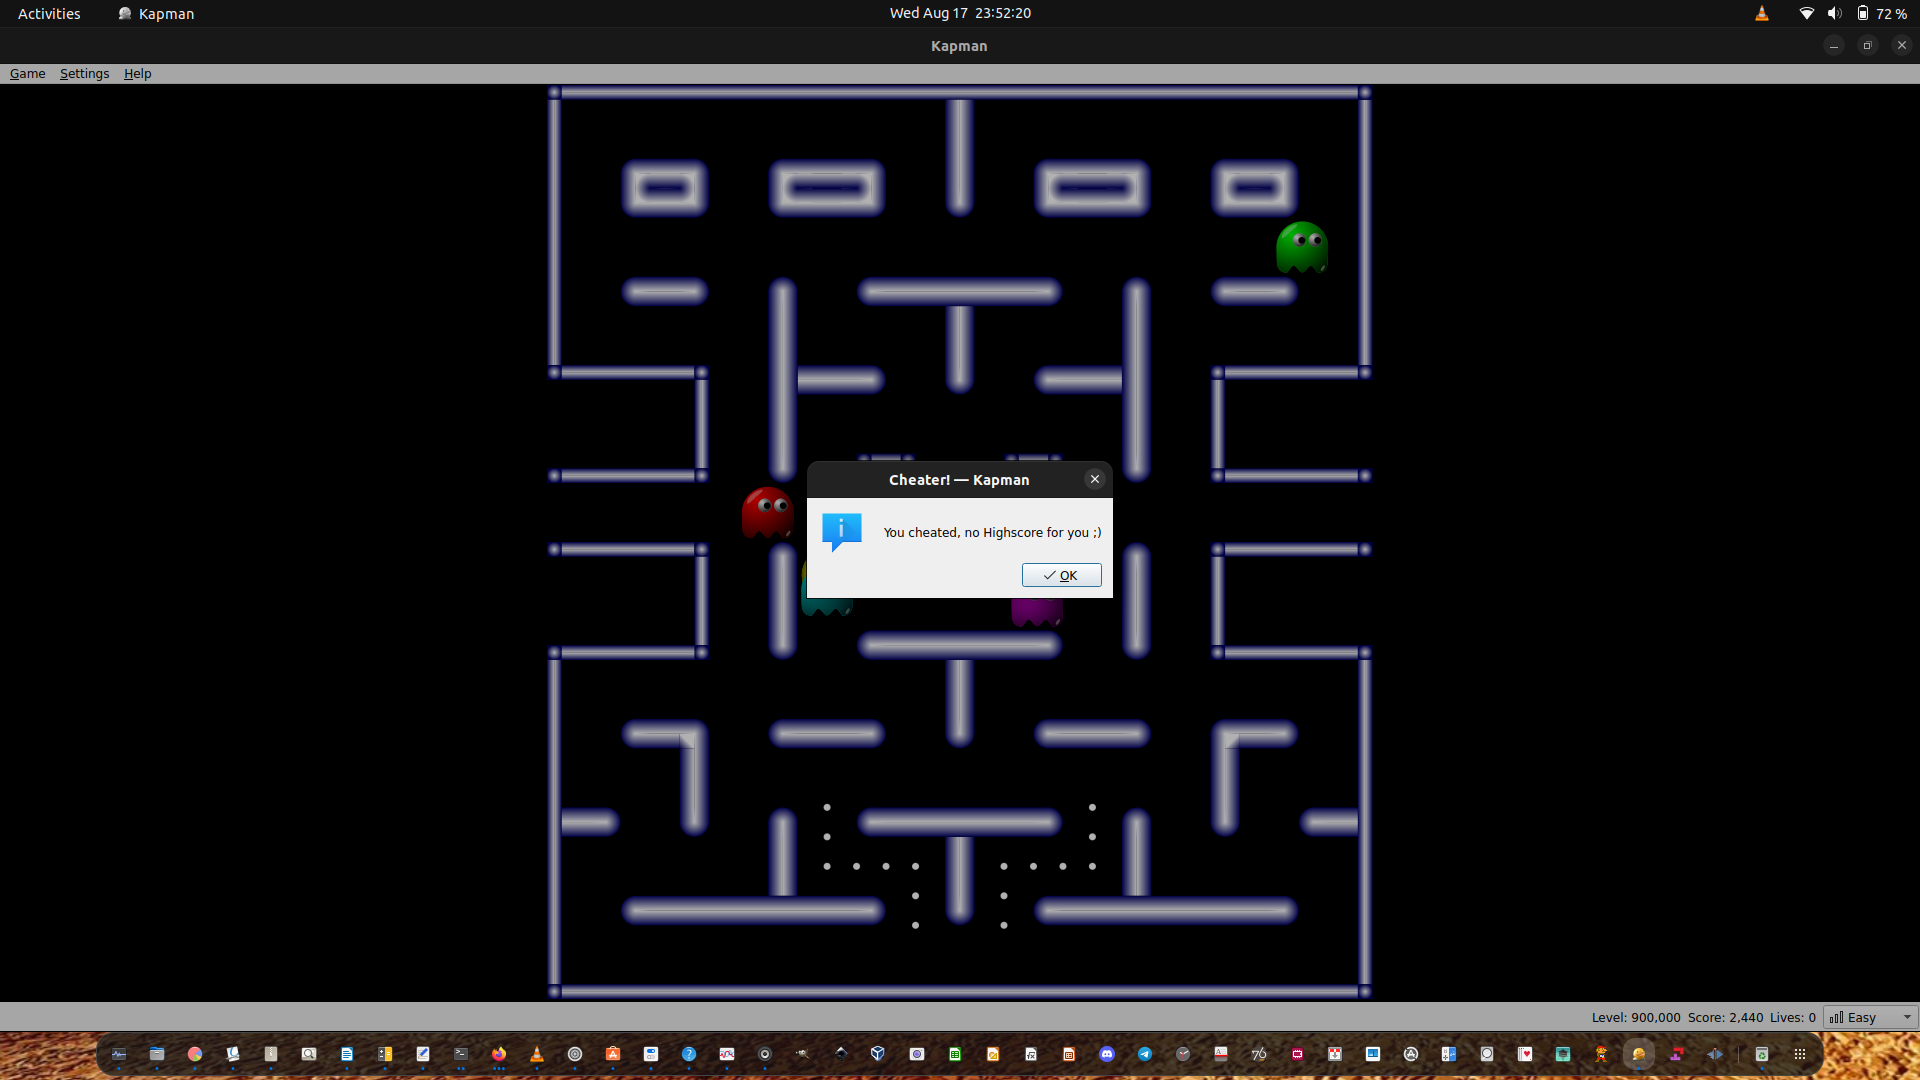 Activities Kapman Wed Aug 17 23:52:20 72 %
Kapman
Game Settings Help
Cheater! — Kapman
You cheated, no Highscore for you ;)
OK
Level: 900,000 Score: 2,440 Lives: 0 Easy